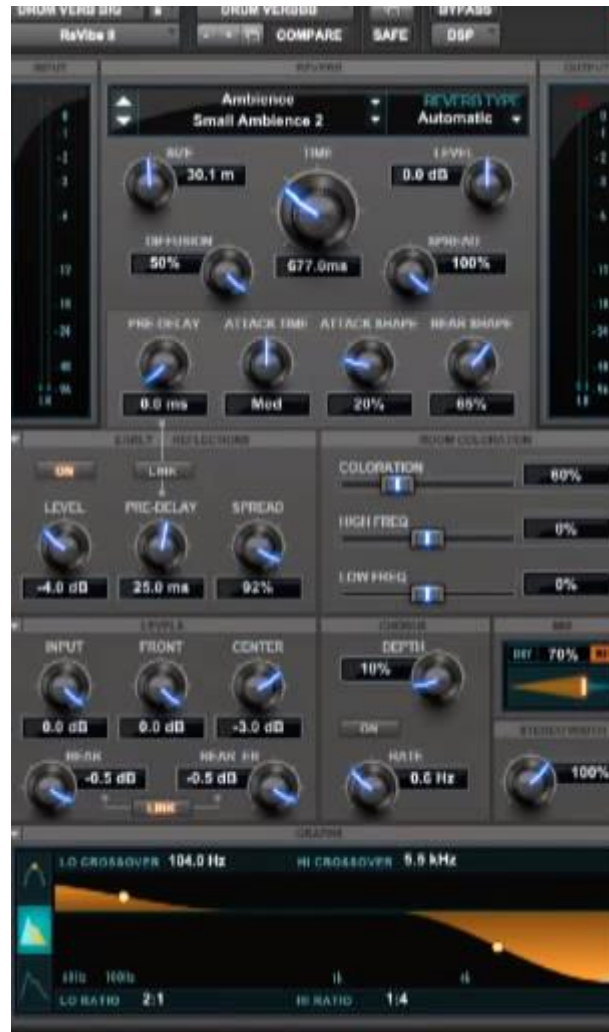 DRUM VERB BIG DRUM VERBBB BYPASS
ReVibe II COMPARE SAFE DSP
INPUT REVERB OUTPUT
Ambience REVERB TYPE
Small Ambience 2 Automatic
SIZE TIME LEVEL
30.1 m 0.0 dB
DIFFUSION SPREAD
50% 677.0ms 100%
PRE-DELAY ATTACK TIME ATTACK SHAPE REAR SHAPE
0.0 ms Med 20% 65%
EARLY REFLECTIONS ROOM COLORATION
ON LINK COLORATION 60%
LEVEL PRE-DELAY SPREAD HIGH FREQ 0%
-4.0 dB 25.0 ms 92% LOW FREQ 0%
LEVELS CHORUS MIX
INPUT FRONT CENTER DEPTH DRY 70%
10%
0.0 dB 0.0 dB -3.0 dB ON STEREO WIDTH
REAR REAR ER RATE
-0.5 dB -0.5 dB 0.6 Hz 100%
LINK
GRAPHS
LO CROSSOVER 104.0 Hz HI CROSSOVER 5.5 kHz
LO RATIO 2:1 HI RATIO 1:4